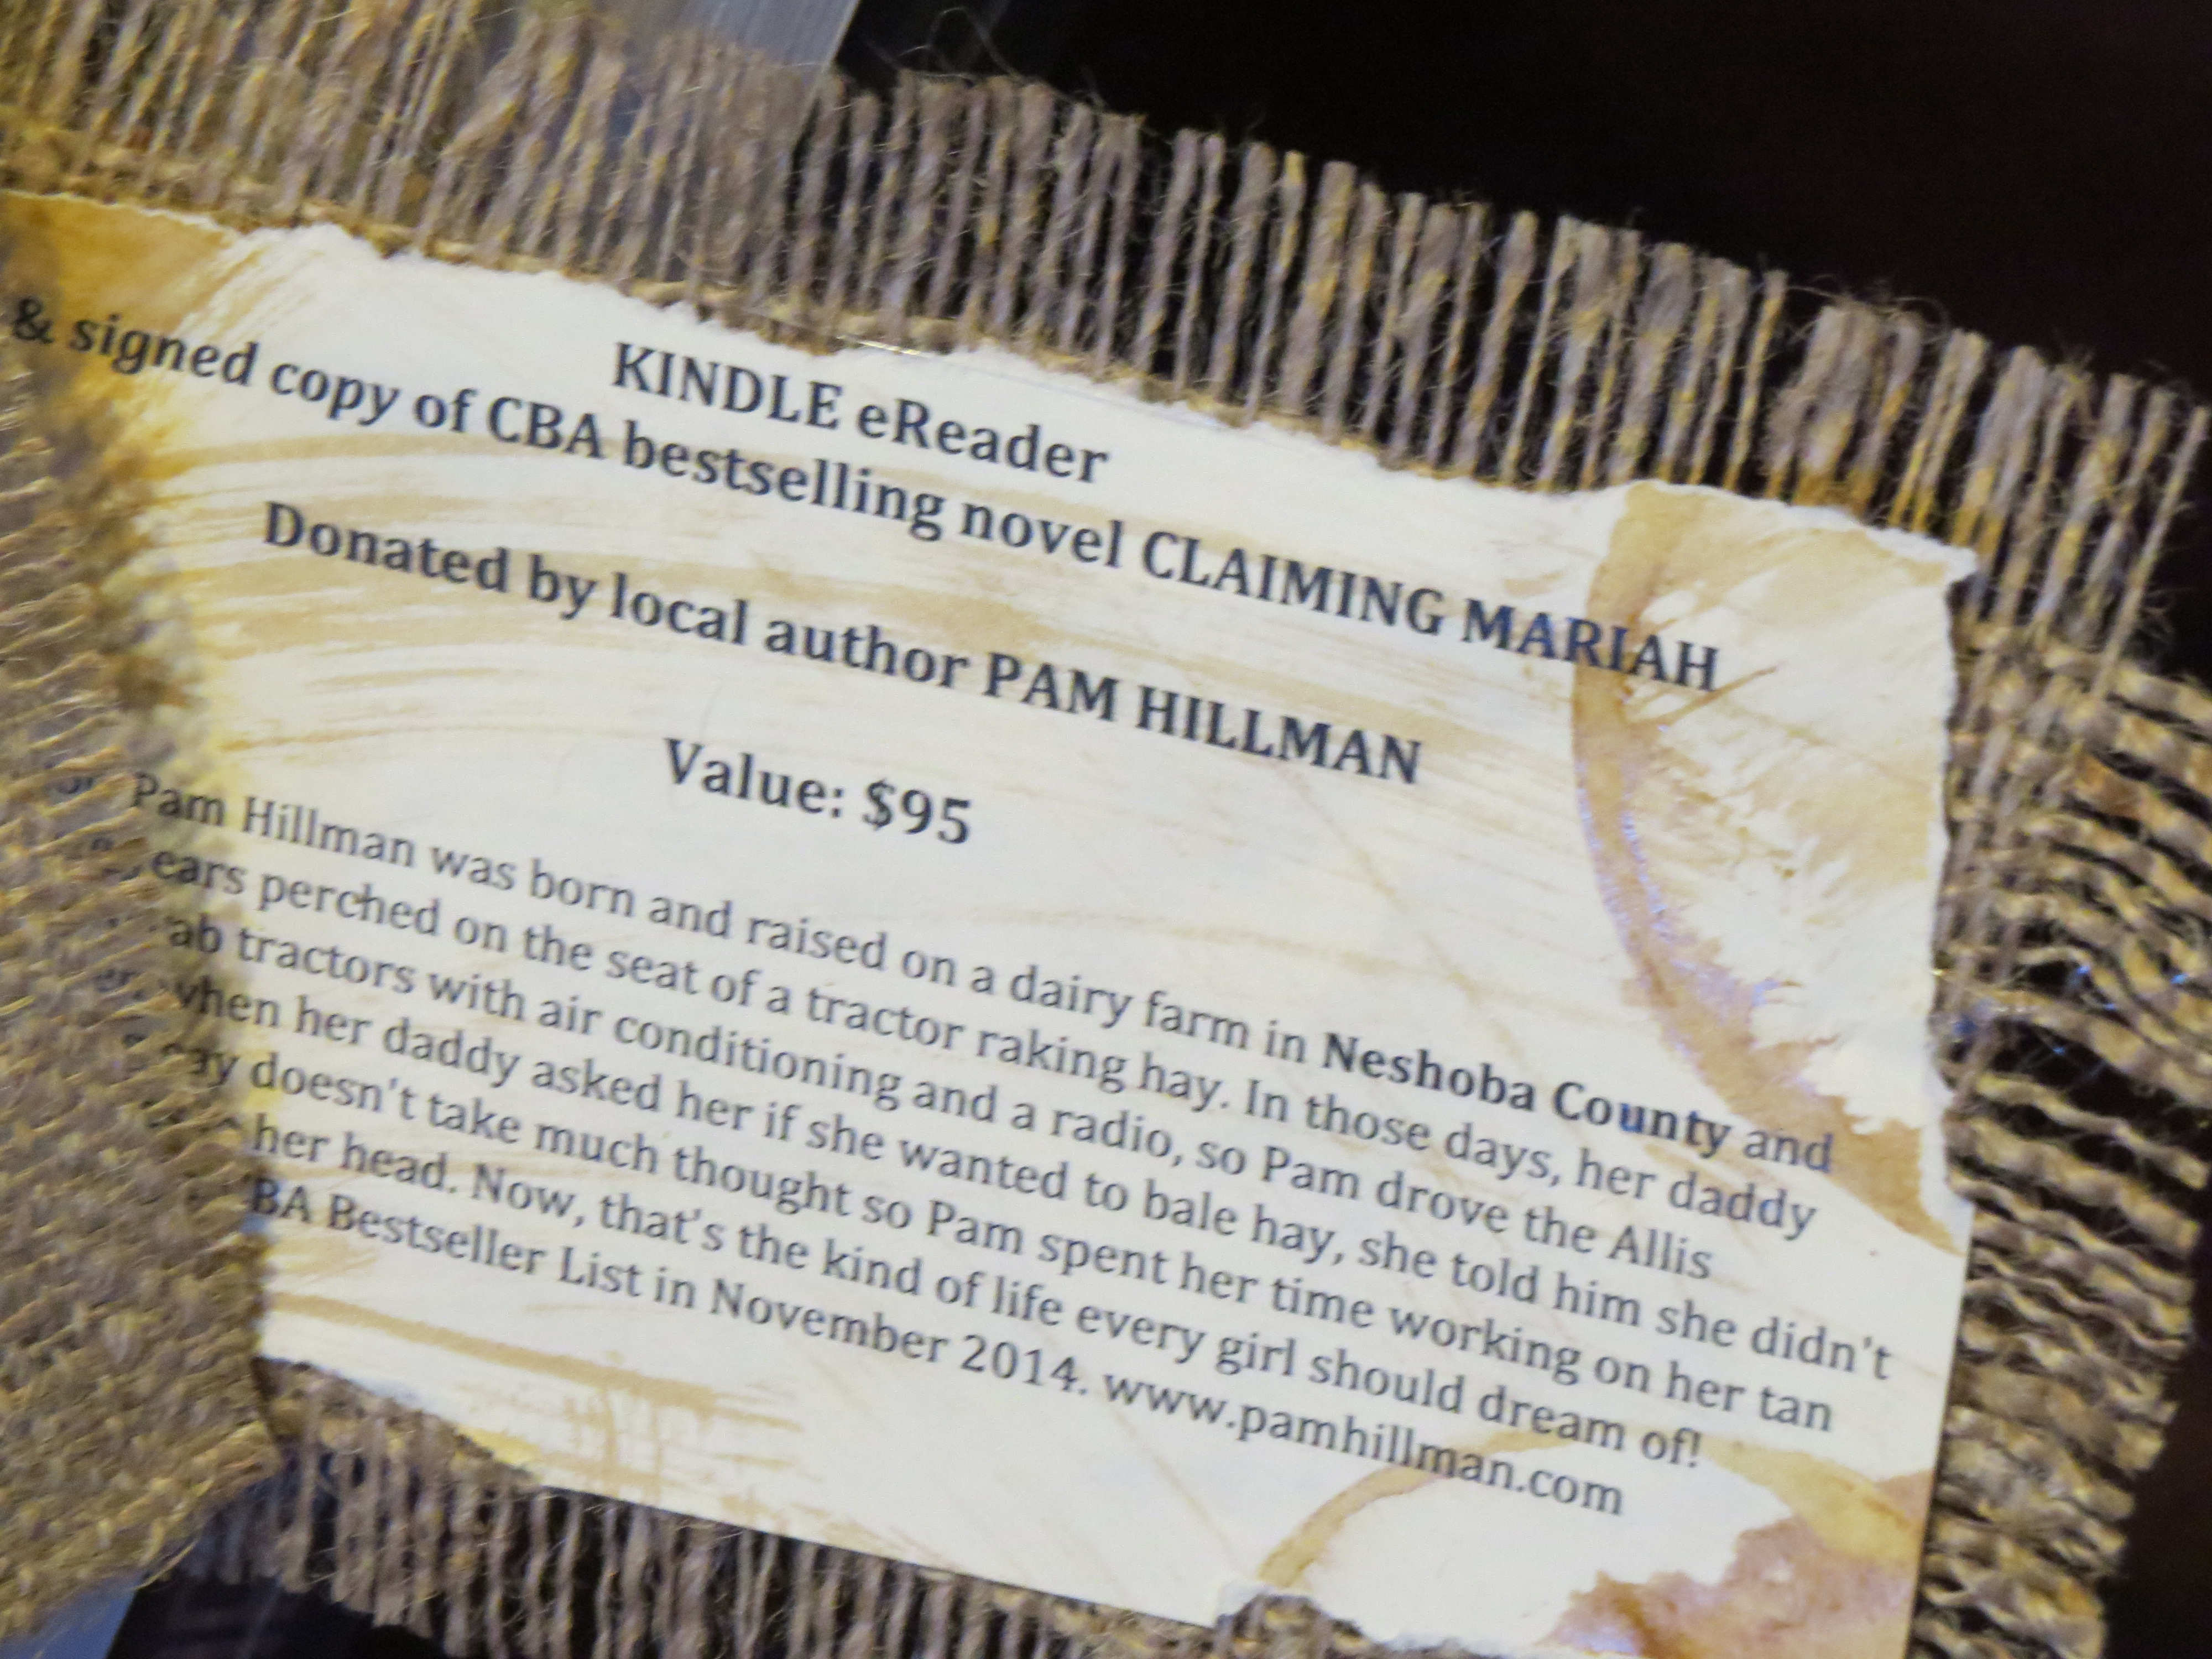 KINDLE eReader
& signed copy of CBA bestselling novel CLAIMING MARIAH
Donated by local author PAM HILLMAN
Value: $95
Pam Hillman was born and raised on a dairy farm in Neshoba County and
perched on the seat of a tractor raking hay. In those days, her daddy
tractors with air conditioning and a radio, so Pam drove the Allis
when her daddy asked her if she wanted to bale hay, she told him she didn't
doesn't take much thought so Pam spent her time working on her tan
her head. Now, that's the kind of life every girl should dream of!
BA Bestseller List in November 2014. www.pamhillman.com